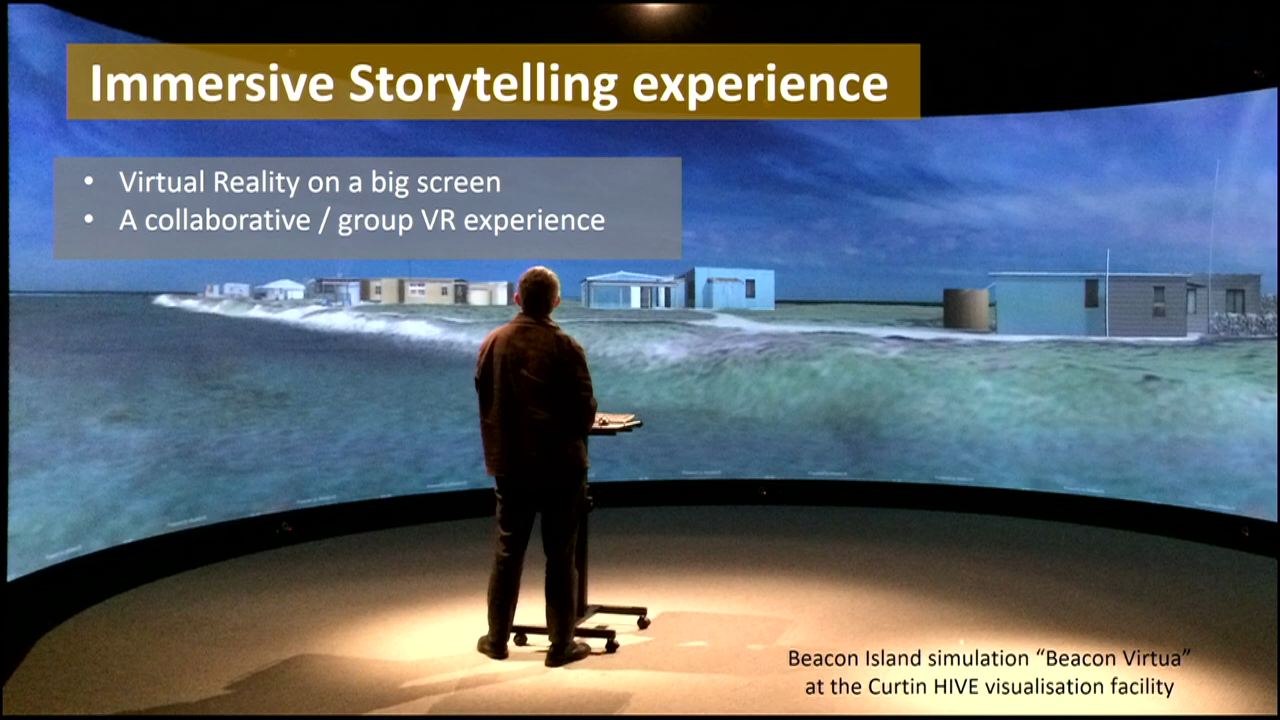 Immersive Storytelling experience
• Virtual Reality on a big screen
• A collaborative / group VR experience
Beacon Island simulation “Beacon Virtua”
at the Curtin HIVE visualisation facility